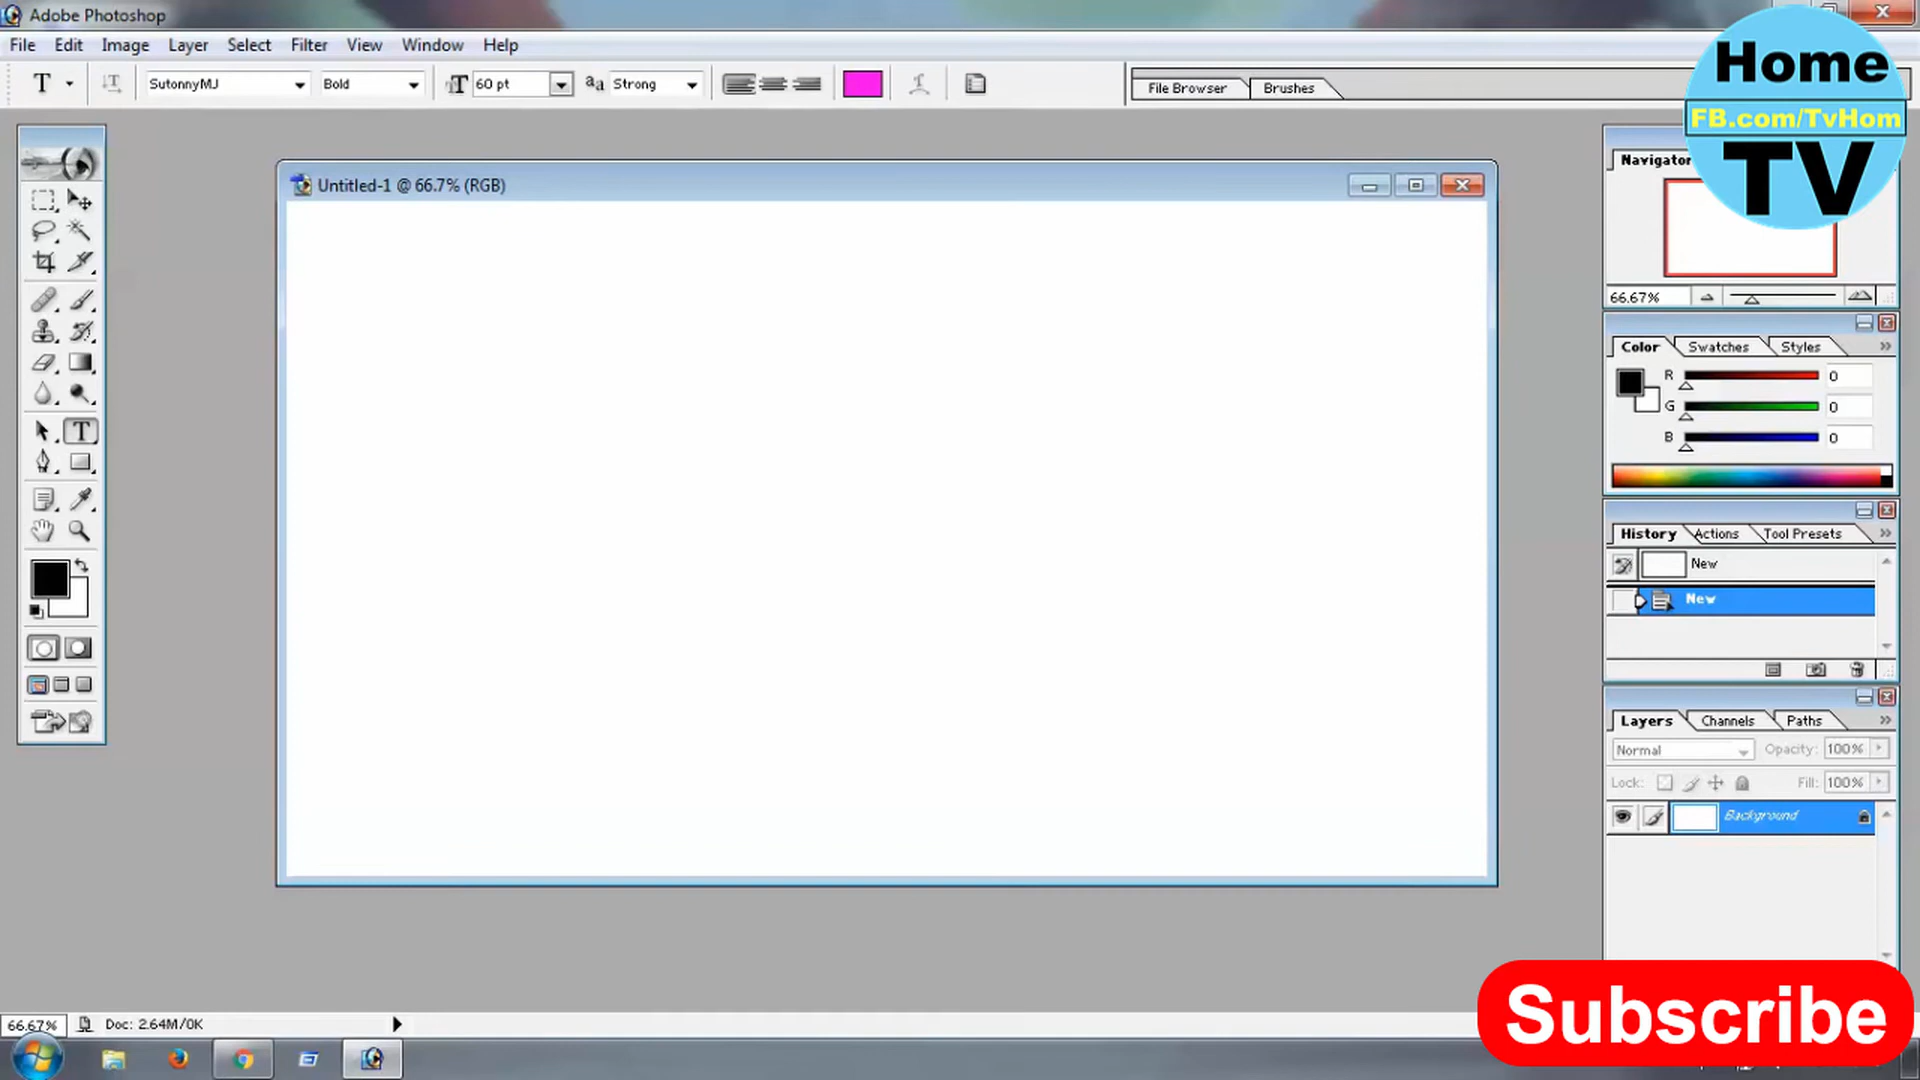 Adobe Photoshop
File Edit Image Layer Select Filter View Window Help
T SutonnyMJ Bold T 60 pt aa Strong File Browser Brushes
Home
FB.com/TvHom
TV
Untitled-1 @ 66.7% (RGB)
Navigator
66.67%
Color Swatches Styles
R 0
G 0
B 0
T
History Actions Tool Presets
New
New
Layers Channels Paths
Normal Opacity: 100%
Lock: Fill: 100%
Background
Subscribe
66.67% Doc: 2.64M/0K